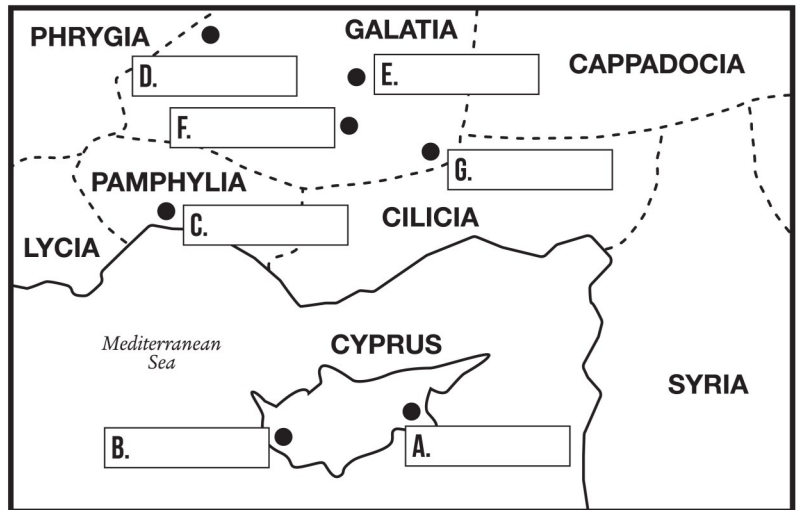 PHRYGIA
GALATIA
CAPPADOCIA
D.
E.
F.
G.
PAMPHYLIA
C.
CILICIA
LYCIA
Mediterranean
Sea
CYPRUS
SYRIA
B.
A.